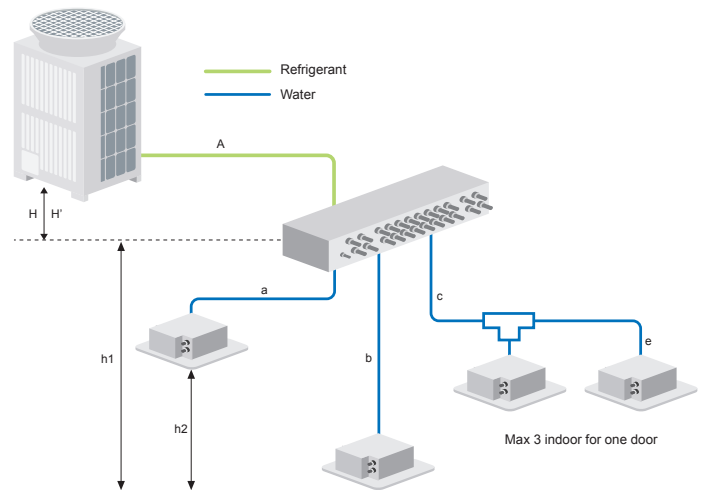 Refrigerant
Water
A
H H'
a
c
h1
b
e
h2
Max 3 indoor for one door